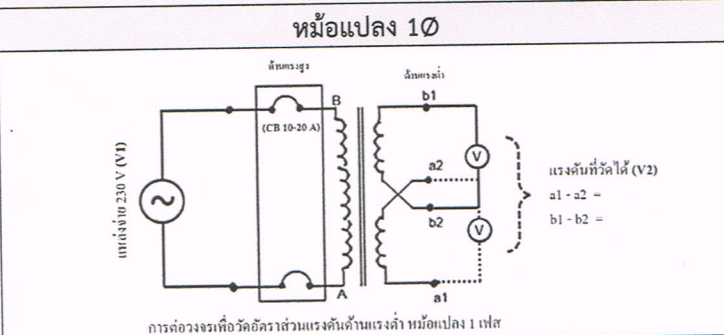 หม้อแปลง 1Ø
ด้านแรงสูง
ด้านแรงต่ำ
B
b1
(CB 10-20 A)
V
แหล่งจ่าย 230 V (V1)
a2
แรงดันที่วัดได้ (V2)
a1 - a2 =
b2
b1 - b2 =
V
A
a1
การต่อวงจรเพื่อวัดอัตราส่วนแรงดันด้านแรงต่ำ หม้อแปลง 1 เฟส